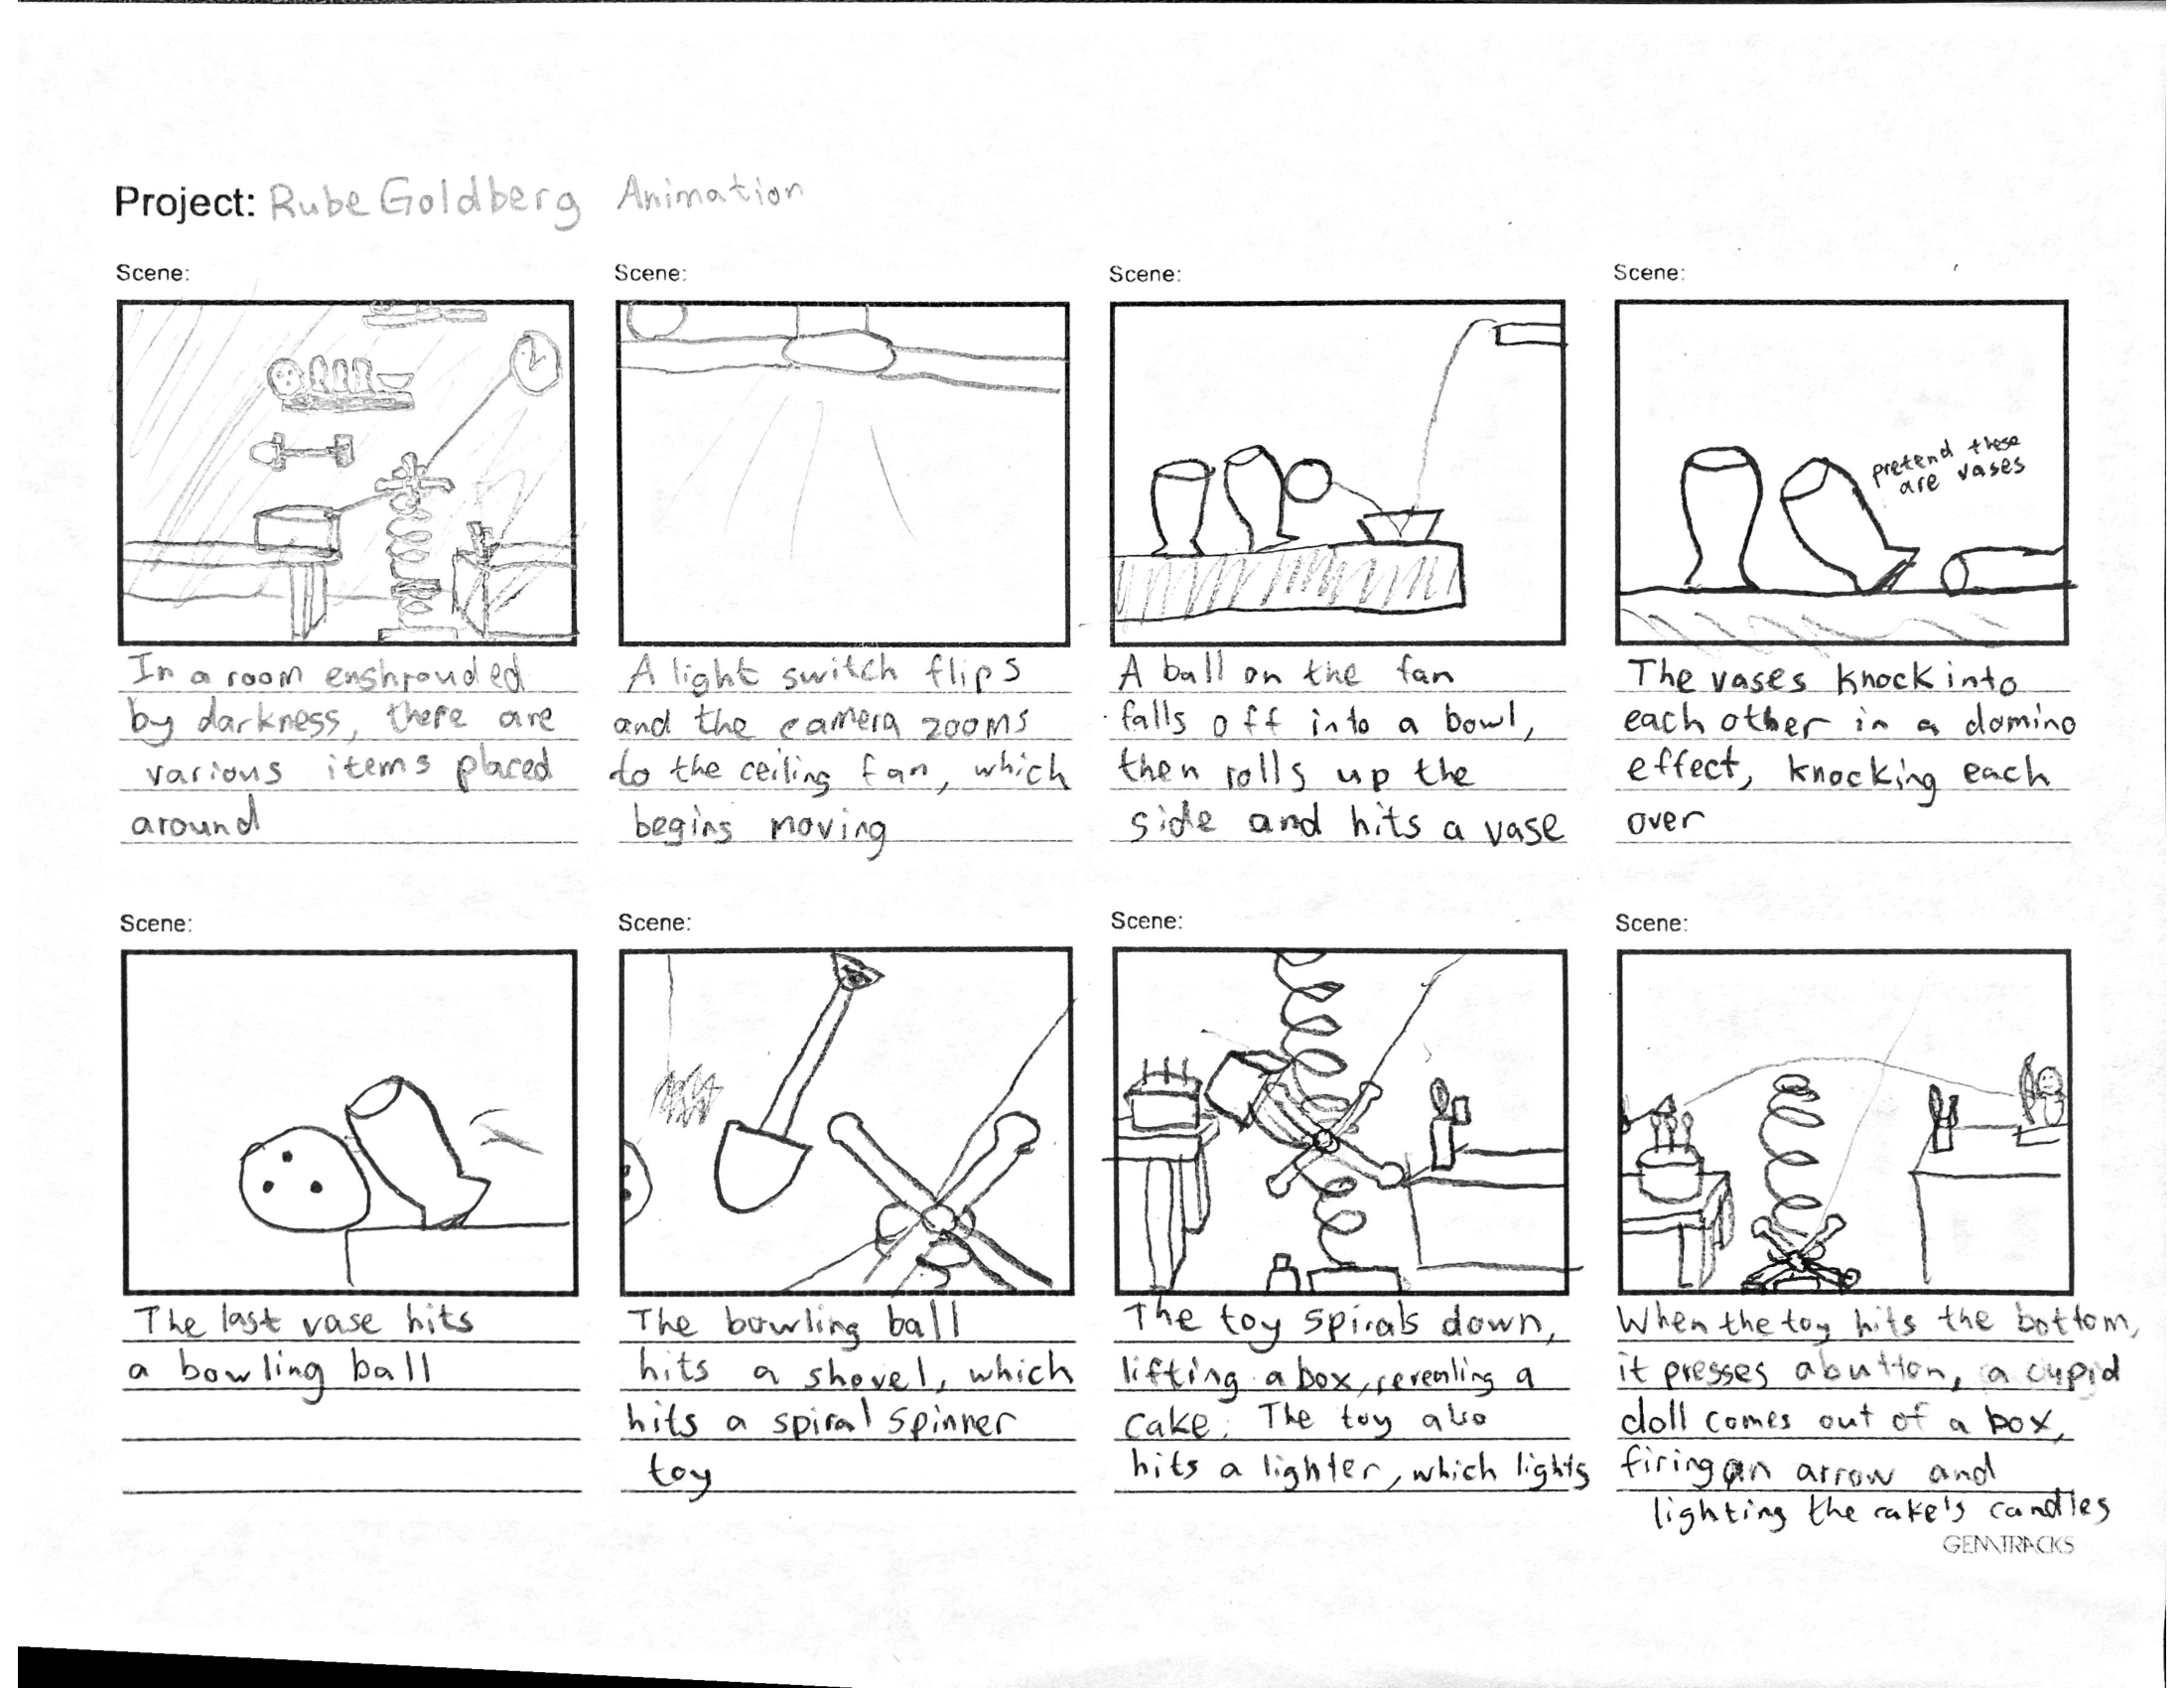 Project: Rube Goldberg Animation
Scene:
In a room enshrouded
by darkness, there are
various items placed
around
Scene:
A light switch flips
and the camera zooms
to the ceiling fan, which
begins moving
Scene:
A ball on the fan
falls off into a bowl,
then rolls up the
side and hits a vase
Scene:
pretend these
are vases
The vases knock into
each other in a domino
effect, knocking each
over
Scene:
The last vase hits
a bowling ball
Scene:
The bowling ball
hits a shovel, which
hits a spiral spinner
toy
Scene:
The toy spirals down,
lifting a box, revealing a
cake. The toy also
hits a lighter, which lights
Scene:
When the toy hits the bottom,
it presses a button, a cupid
doll comes out of a box,
firing an arrow and
lighting the cake's candles
GEMTRACKS